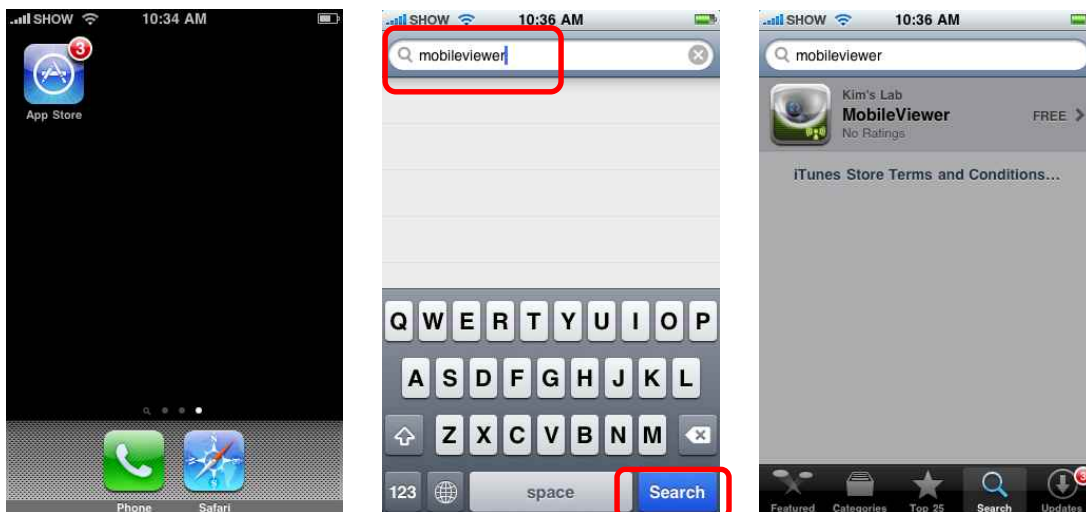 SHOW 10:34 AM
3
App Store
Phone Safari
SHOW 10:36 AM
mobileviewer
Q W E R T Y U I O P
A S D F G H J K L
Z X C V B N M
123 space Search
SHOW 10:36 AM
mobileviewer
Kim's Lab
MobileViewer FREE
No Ratings
iTunes Store Terms and Conditions...
3
Featured Categories Top 25 Search Updates